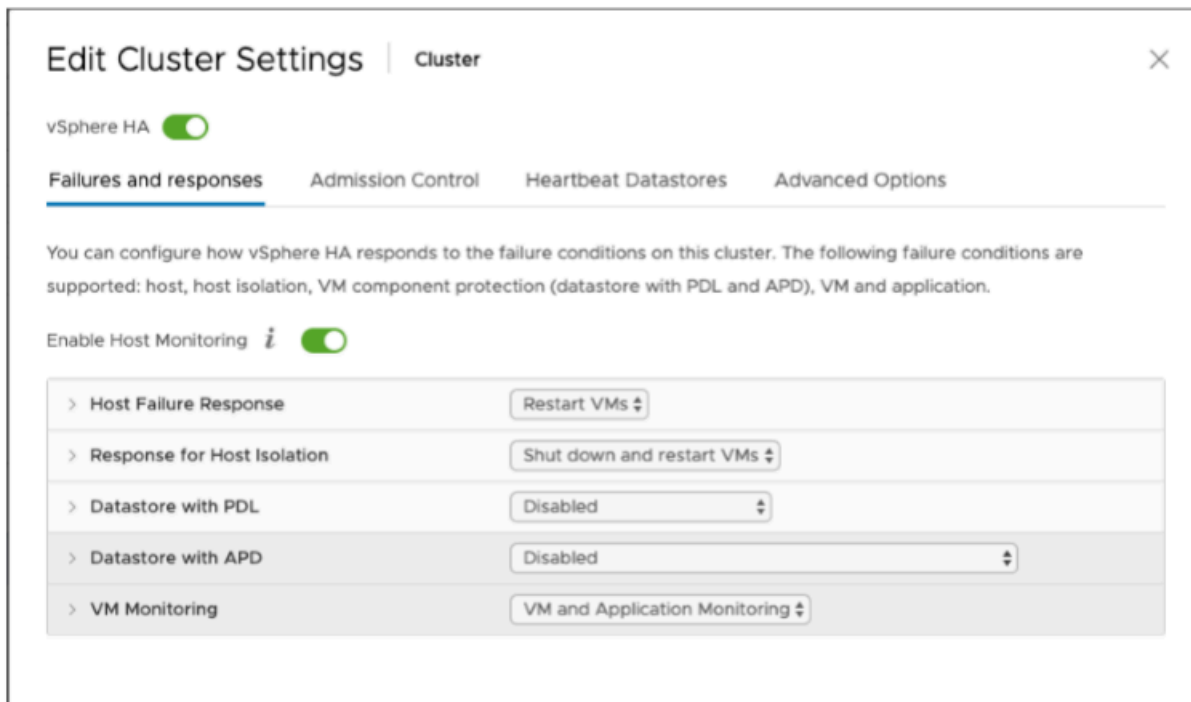 Edit Cluster Settings Cluster
vSphere HA
Failures and responses Admission Control Heartbeat Datastores Advanced Options
You can configure how vSphere HA responds to the failure conditions on this cluster. The following failure conditions are
supported: host, host isolation, VM component protection (datastore with PDL and APD), VM and application.
Enable Host Monitoring i
Host Failure Response Restart VMs
Response for Host Isolation Shut down and restart VMs
Datastore with PDL Disabled
Datastore with APD Disabled
VM Monitoring VM and Application Monitoring